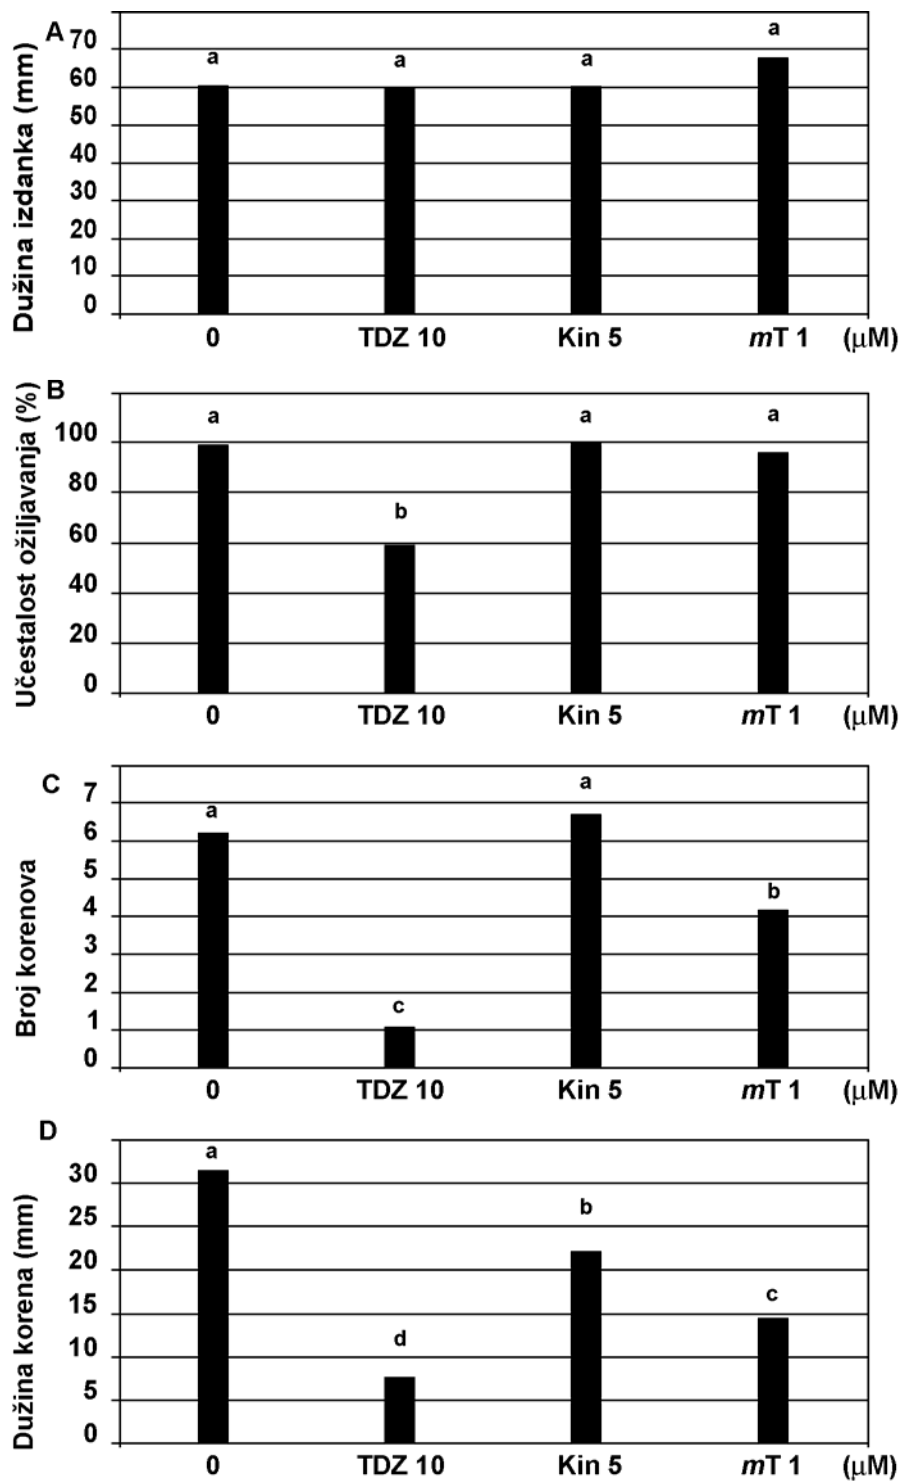 A
Dužina izdanka (mm)
70
60
50
40
30
20
10
0
a a a a
0 TDZ 10 Kin 5 mT 1 (µM)
B
Učestalost ožiljavanja (%)
100
80
60
40
20
0
a b a a
0 TDZ 10 Kin 5 mT 1 (µM)
C
Broj korenova
7
6
5
4
3
2
1
0
a c a b
0 TDZ 10 Kin 5 mT 1 (µM)
D
Dužina korena (mm)
30
25
20
15
10
5
0
a d b c
0 TDZ 10 Kin 5 mT 1 (µM)